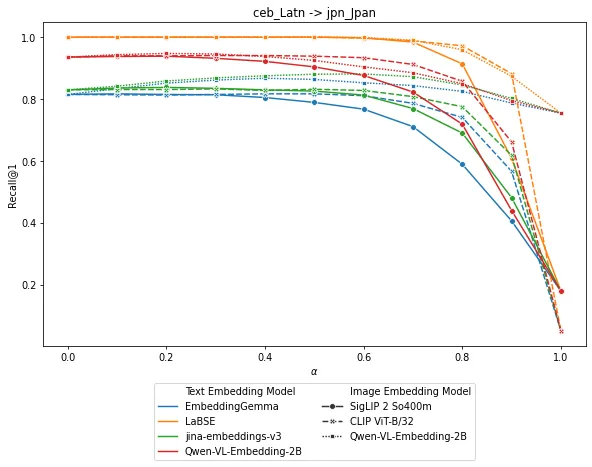 ceb_Latn -> jpn_Jpan
Recall@1
1.0
0.8
0.6
0.4
0.2
0.0 0.2 0.4 0.6 0.8 1.0
α
Text Embedding Model Image Embedding Model
EmbeddingGemma SigLIP 2 So400m
LaBSE CLIP ViT-B/32
jina-embeddings-v3 Qwen-VL-Embedding-2B
Qwen-VL-Embedding-2B